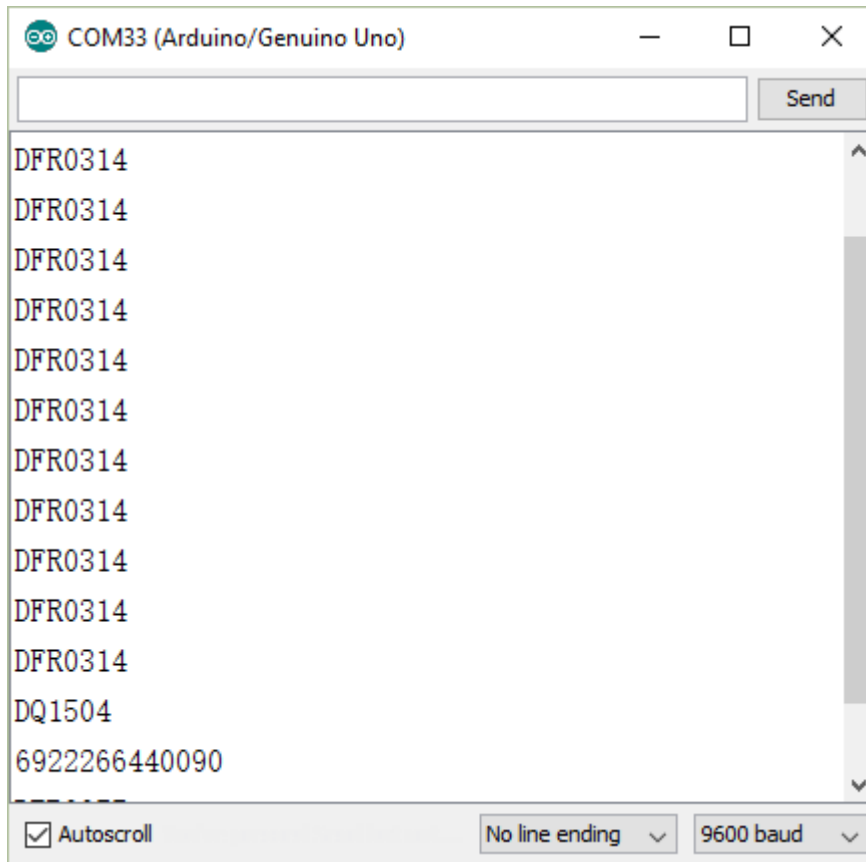 COM33 (Arduino/Genuino Uno)
Send
DFR0314
DFR0314
DFR0314
DFR0314
DFR0314
DFR0314
DFR0314
DFR0314
DFR0314
DFR0314
DFR0314
DQ1504
6922266440090
Autoscroll
No line ending
9600 baud